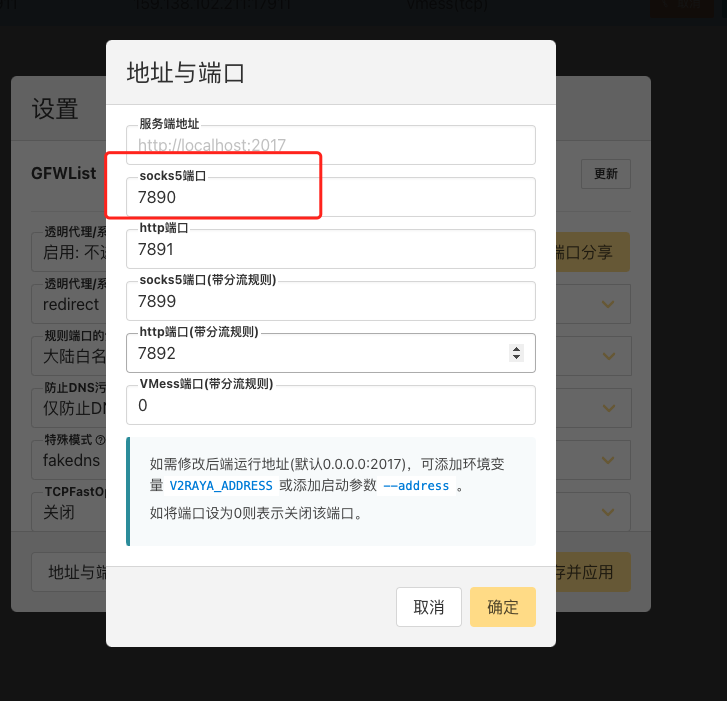 159.138.102.211:17911
vmess(tcp)
设置
GFWList
更新
透明代理/系
启用: 不过
端口分享
透明代理/系
redirect
规则端口的
大陆白名
防止DNS污
仅防止DN
特殊模式
fakedns
TCPFastOp
关闭
地址与端
存并应用
地址与端口
服务端地址
http://localhost:2017
socks5端口
7890
http端口
7891
socks5端口(带分流规则)
7899
http端口(带分流规则)
7892
VMess端口(带分流规则)
0
如需修改后端运行地址(默认0.0.0.0:2017)，可添加环境变
量 V2RAYA_ADDRESS 或添加启动参数 --address 。
如将端口设为0则表示关闭该端口。
取消
确定